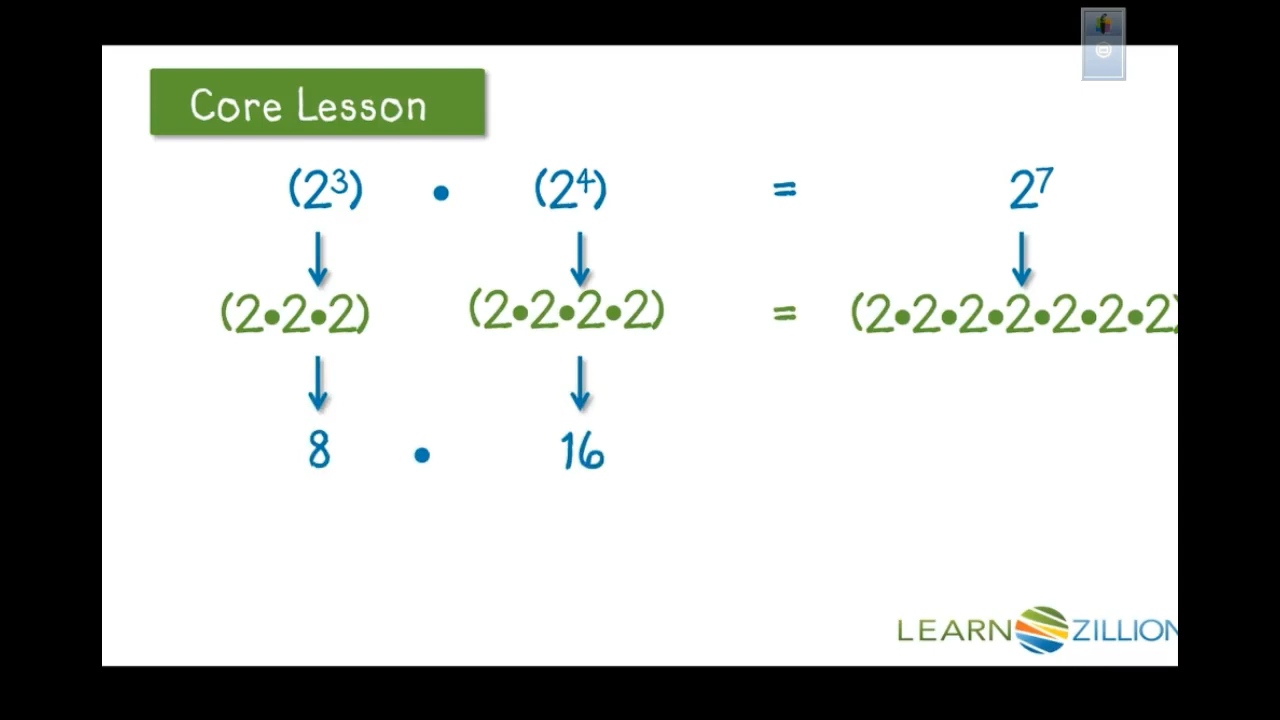 Core Lesson
(2³) • (2⁴) = 2⁷
(2•2•2) (2•2•2•2) = (2•2•2•2•2•2•2)
8 • 16
LEARN ZILLION